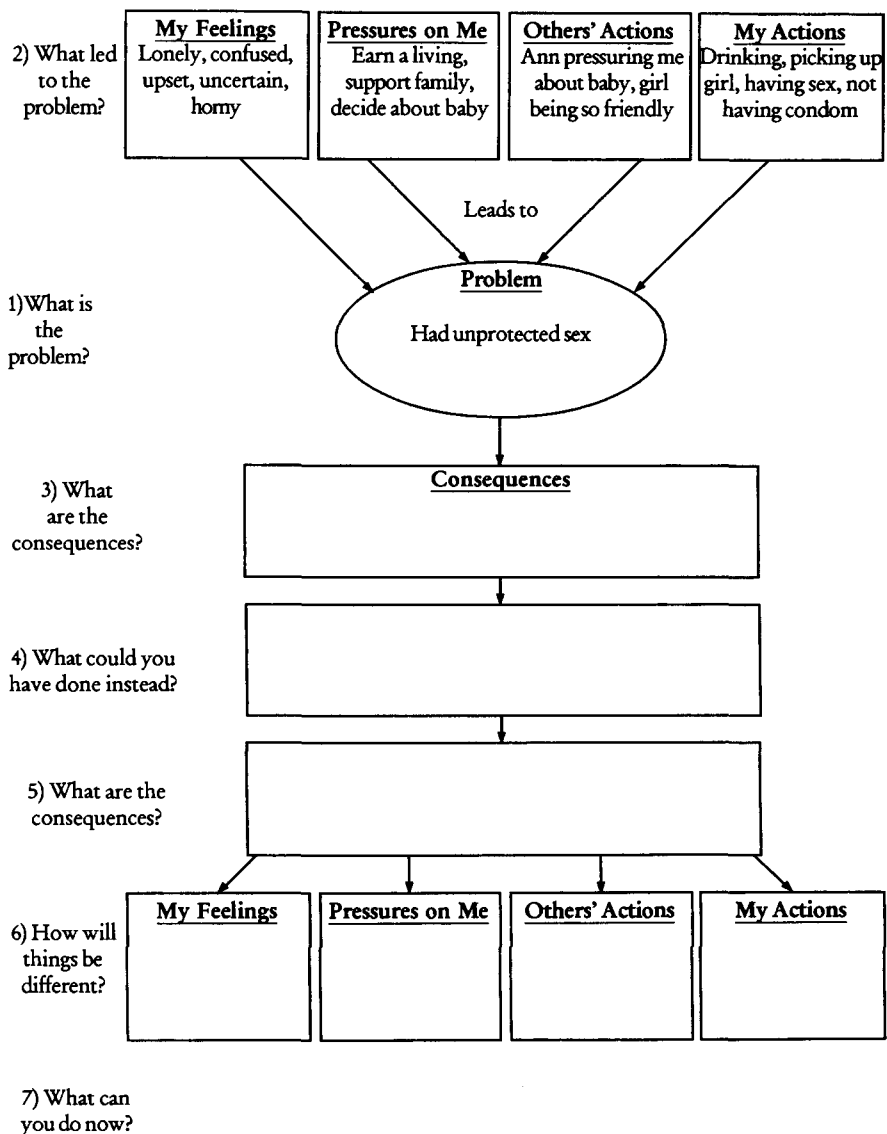 2) What led
to the
problem?
My Feelings
Lonely, confused,
upset, uncertain,
horny
Pressures on Me
Earn a living,
support family,
decide about baby
Others' Actions
Ann pressuring me
about baby, girl
being so friendly
My Actions
Drinking, picking up
girl, having sex, not
having condom
Leads to
1)What is
the
problem?
Problem
Had unprotected sex
3) What
are the
consequences?
Consequences
4) What could you
have done instead?
5) What are the
consequences?
6) How will
things be
different?
My Feelings
Pressures on Me
Others' Actions
My Actions
7) What can
you do now?